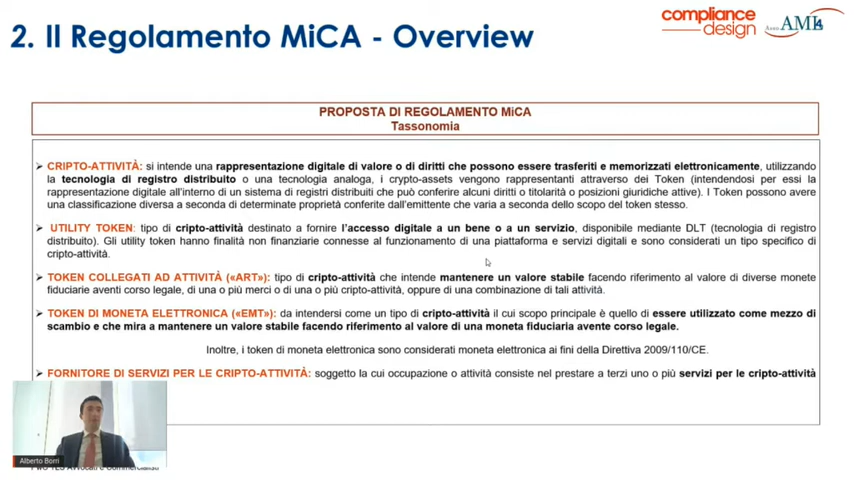 2. Il Regolamento MiCA - Overview
compliance
design
Anno AML 4
PROPOSTA DI REGOLAMENTO MiCA
Tassonomia
➢ CRIPTO-ATTIVITÀ: si intende una rappresentazione digitale di valore o di diritti che possono essere trasferiti e memorizzati elettronicamente, utilizzando
la tecnologia di registro distribuito o una tecnologia analoga, i crypto-assets vengono rappresentanti attraverso dei Token (intendendosi per essi la
rappresentazione digitale all'interno di un sistema di registri distribuiti che può conferire alcuni diritti o titolarità o posizioni giuridiche attive). I Token possono avere
una classificazione diversa a seconda di determinate proprietà conferite dall'emittente che varia a seconda dello scopo del token stesso.
➢ UTILITY TOKEN: tipo di cripto-attività destinato a fornire l'accesso digitale a un bene o a un servizio, disponibile mediante DLT (tecnologia di registro
distribuito). Gli utility token hanno finalità non finanziarie connesse al funzionamento di una piattaforma e servizi digitali e sono considerati un tipo specifico di
cripto-attività.
➢ TOKEN COLLEGATI AD ATTIVITÀ («ART»): tipo di cripto-attività che intende mantenere un valore stabile facendo riferimento al valore di diverse monete
fiduciarie aventi corso legale, di una o più merci o di una o più cripto-attività, oppure di una combinazione di tali attività.
➢ TOKEN DI MONETA ELETTRONICA («EMT»): da intendersi come un tipo di cripto-attività il cui scopo principale è quello di essere utilizzato come mezzo di
scambio e che mira a mantenere un valore stabile facendo riferimento al valore di una moneta fiduciaria avente corso legale.
Inoltre, i token di moneta elettronica sono considerati moneta elettronica ai fini della Direttiva 2009/110/CE.
➢ FORNITORE DI SERVIZI PER LE CRIPTO-ATTIVITÀ: soggetto la cui occupazione o attività consiste nel prestare a terzi uno o più servizi per le cripto-attività
Alberto Borri